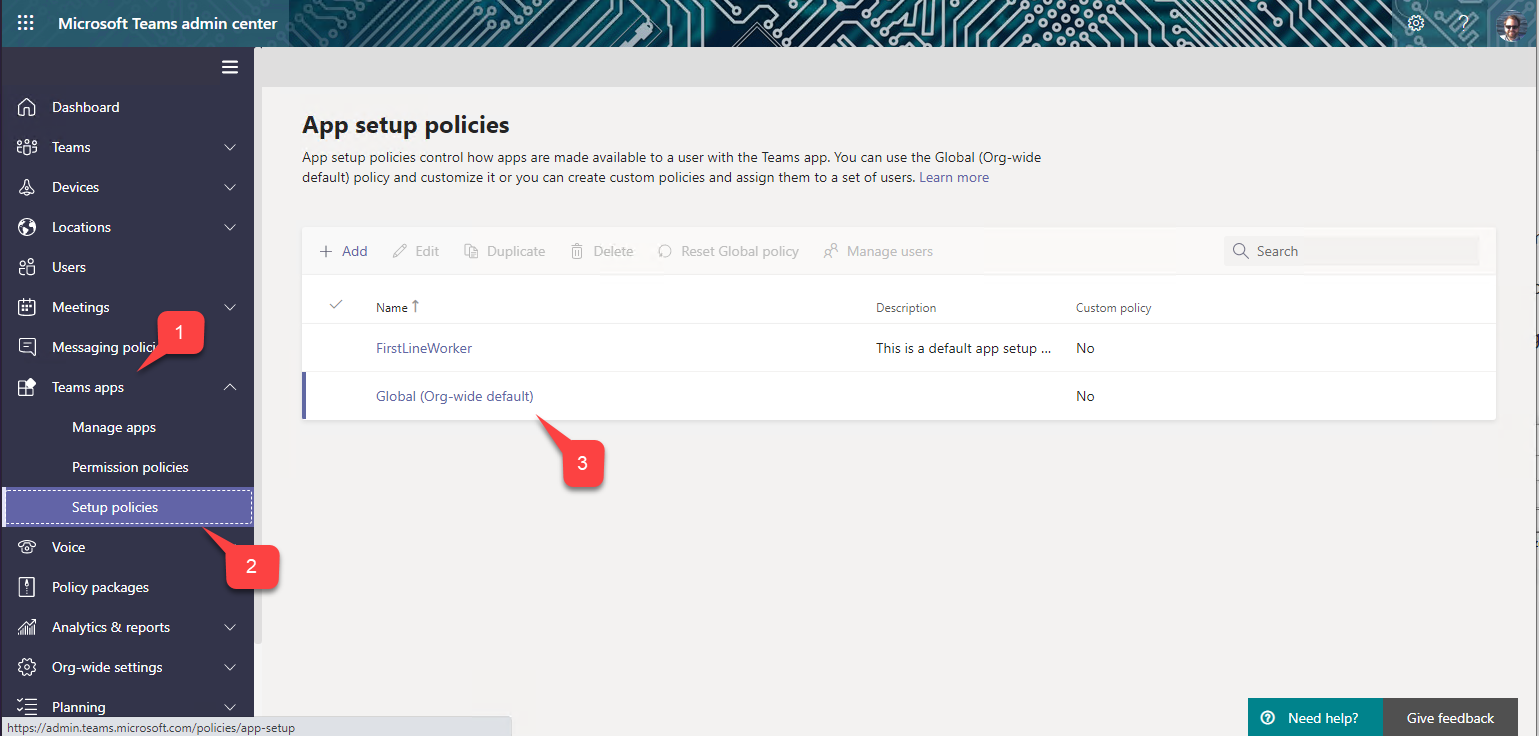 Microsoft Teams admin center
Dashboard
Teams
Devices
Locations
Users
Meetings
1
Messaging polici
Teams apps
Manage apps
Permission policies
Setup policies
2
Voice
Policy packages
Analytics & reports
Org-wide settings
Planning
https://admin.teams.microsoft.com/policies/app-setup
App setup policies
App setup policies control how apps are made available to a user with the Teams app. You can use the Global (Org-wide
default) policy and customize it or you can create custom policies and assign them to a set of users. Learn more
Add Edit Duplicate Delete Reset Global policy Manage users Search
Name ↑ Description Custom policy
FirstLineWorker This is a default app setup ... No
Global (Org-wide default) No
3
? Need help? Give feedback